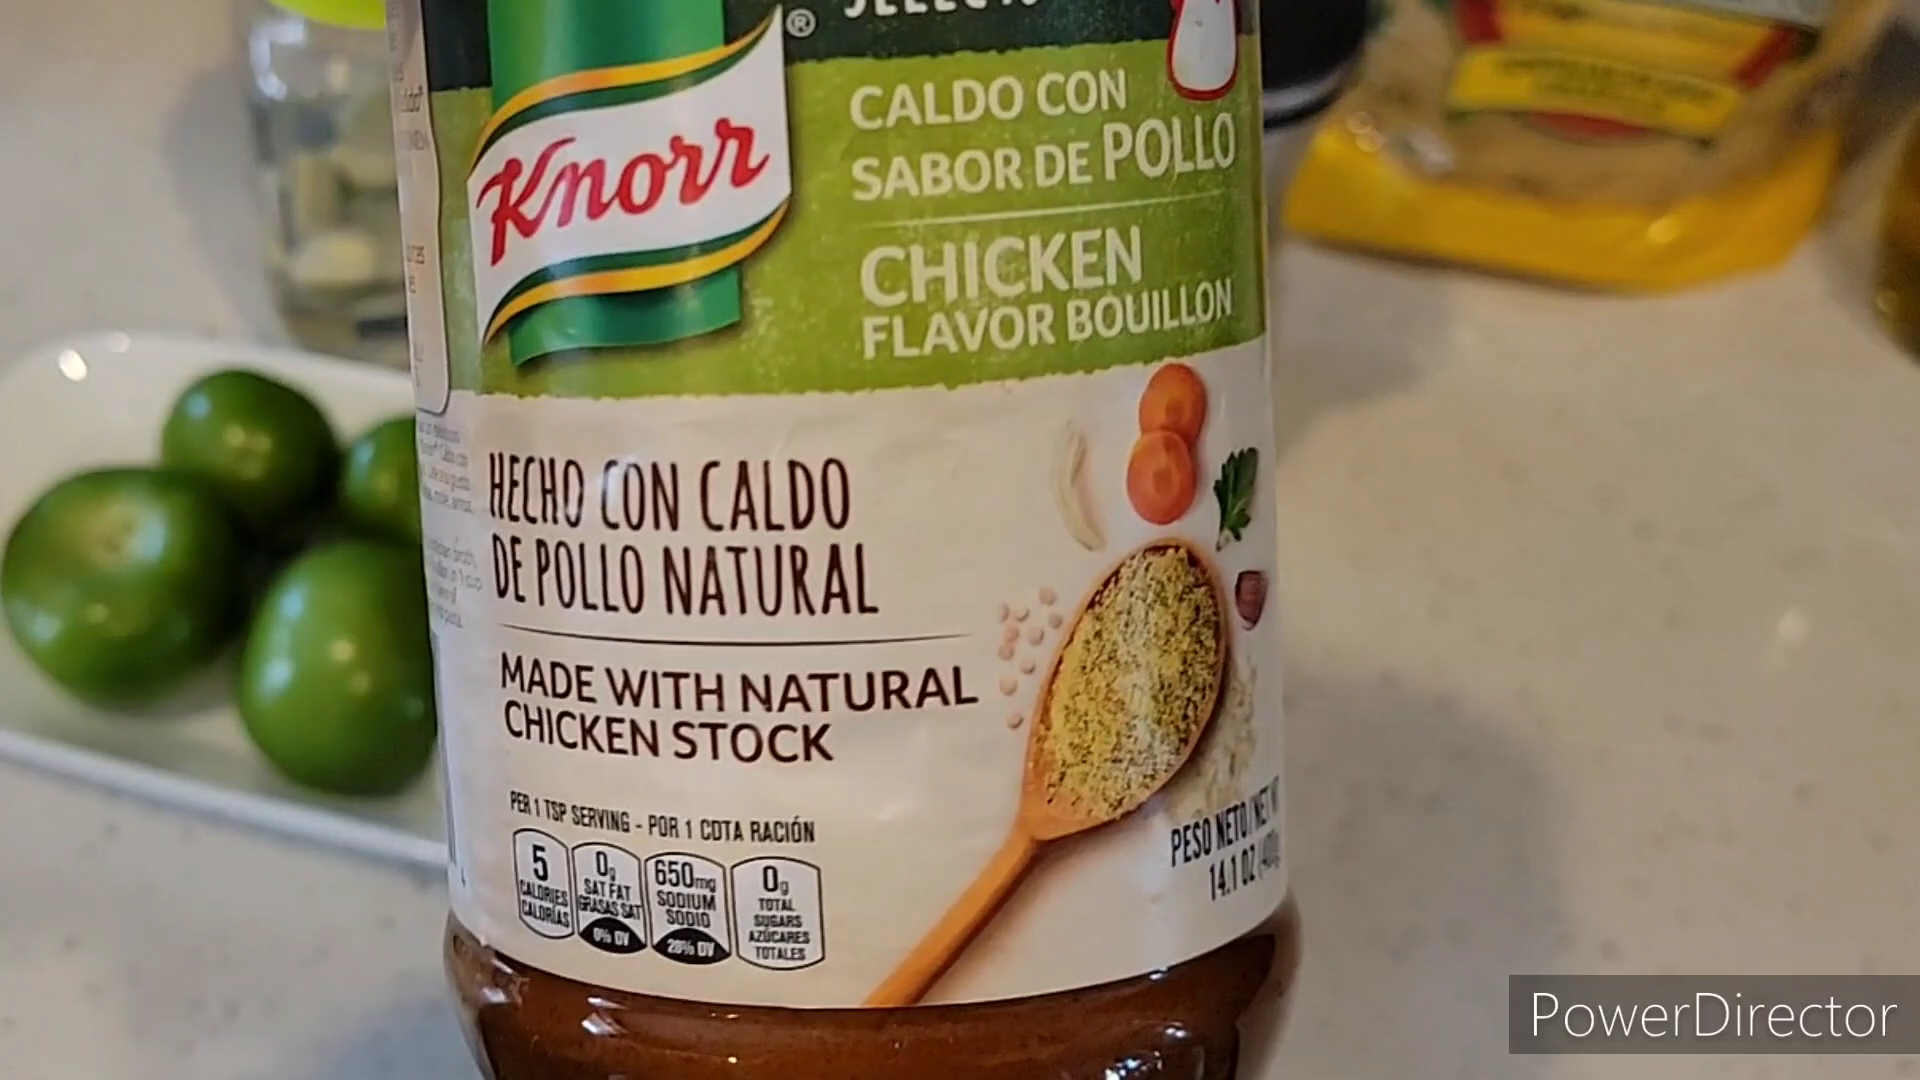 SELECTS
®
Knorr
CALDO CON
SABOR DE POLLO
CHICKEN
FLAVOR BOUILLON
HECHO CON CALDO
DE POLLO NATURAL
MADE WITH NATURAL
CHICKEN STOCK
PER 1 TSP SERVING - POR 1 CDTA RACIÓN
5
CALORIES
CALORÍAS
0g
SAT FAT
GRASAS SAT
0% DV
650mg
SODIUM
SODIO
28% DV
0g
TOTAL
SUGARS
AZÚCARES
TOTALES
PESO NETO/NET
14.1 OZ
PowerDirector